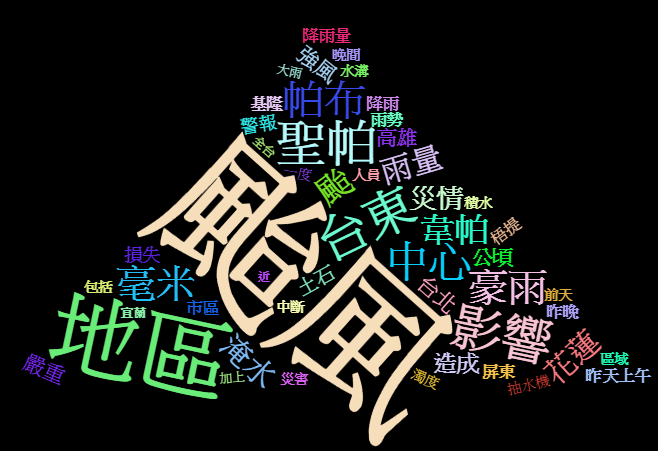 降雨量
強風
晚間
大雨
水溝
帕布
基隆
降雨
警報
雨勢
高雄
全台
聖帕
一度
人員
雨量
颱
災情
積水
颱風
台東
韋帕
梧提
損失
毫米
近
土石
中心
公頃
包括
宜蘭
市區
中斷
台北
豪雨
前天
昨晚
地區
淹水
影響
嚴重
加上
災害
造成
濁度
屏東
花蓮
區域
抽水機
昨天上午